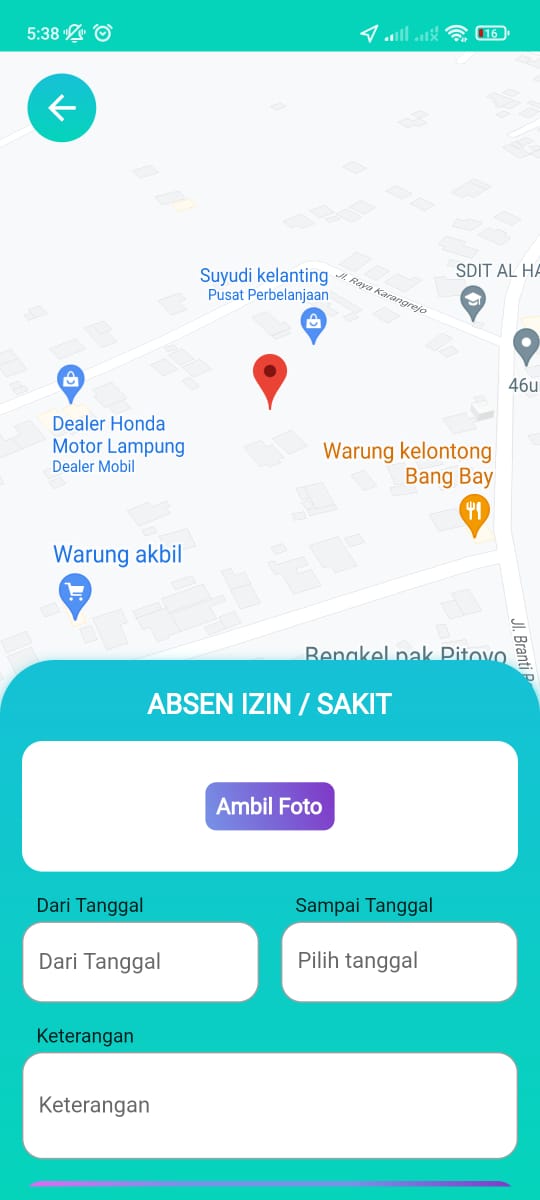 5:38
16
SDIT AL HA
Suyudi kelanting
Pusat Perbelanjaan
Jl. Raya Karangrejo
46u
Dealer Honda
Motor Lampung
Dealer Mobil
Warung kelontong
Bang Bay
Warung akbil
Jl. Branti R
Bengkel pak Pitoyo
ABSEN IZIN / SAKIT
Ambil Foto
Dari Tanggal
Sampai Tanggal
Dari Tanggal
Pilih tanggal
Keterangan
Keterangan